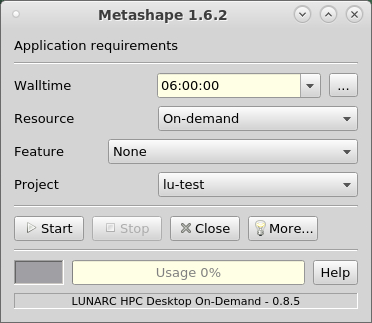 Metashape 1.6.2
Application requirements
Walltime 06:00:00 ...
Resource On-demand
Feature None
Project lu-test
Start Stop Close More...
Usage 0% Help
LUNARC HPC Desktop On-Demand - 0.8.5